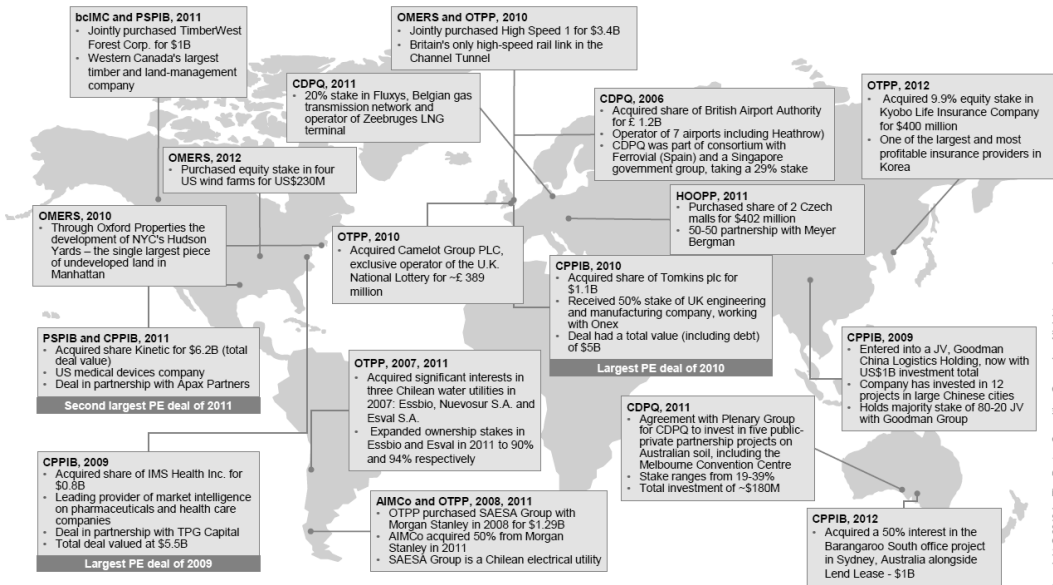 bcIMC and PSPIB, 2011
• Jointly purchased TimberWest
Forest Corp. for $1B
• Western Canada's largest
timber and land-management
company
OMERS and OTPP, 2010
• Jointly purchased High Speed 1 for $3.4B
• Britain's only high-speed rail link in the
Channel Tunnel
CDPQ, 2011
• 20% stake in Fluxys, Belgian gas
transmission network and
operator of Zeebruges LNG
terminal
CDPQ, 2006
• Acquired share of British Airport Authority
for £ 1.2B
• Operator of 7 airports including Heathrow)
• CDPQ was part of consortium with
Ferrovial (Spain) and a Singapore
government group, taking a 29% stake
OTPP, 2012
• Acquired 9.9% equity stake in
Kyobo Life Insurance Company
for $400 million
• One of the largest and most
profitable insurance providers in
Korea
OMERS, 2012
• Purchased equity stake in four
US wind farms for US$230M
HOOPP, 2011
• Purchased share of 2 Czech
malls for $402 million
• 50-50 partnership with Meyer
Bergman
OMERS, 2010
• Through Oxford Properties the
development of NYC's Hudson
Yards – the single largest piece
of undeveloped land in
Manhattan
OTPP, 2010
• Acquired Camelot Group PLC,
exclusive operator of the U.K.
National Lottery for ~£ 389
million
CPPIB, 2010
• Acquired share of Tomkins plc for
$1.1B
• Received 50% stake of UK engineering
and manufacturing company, working
with Onex
• Deal had a total value (including debt)
of $5B
Largest PE deal of 2010
PSPIB and CPPIB, 2011
• Acquired share Kinetic for $6.2B (total
deal value)
• US medical devices company
• Deal in partnership with Apax Partners
Second largest PE deal of 2011
CPPIB, 2009
• Entered into a JV, Goodman
China Logistics Holding, now with
US$1B investment total
• Company has invested in 12
projects in large Chinese cities
• Holds majority stake of 80-20 JV
with Goodman Group
OTPP, 2007, 2011
• Acquired significant interests in
three Chilean water utilities in
2007: Essbio, Nuevosur S.A. and
Esval S.A.
• Expanded ownership stakes in
Essbio and Esval in 2011 to 90%
and 94% respectively
CDPQ, 2011
• Agreement with Plenary Group
for CDPQ to invest in five public-
private partnership projects on
Australian soil, including the
Melbourne Convention Centre
• Stake ranges from 19-39%
• Total investment of ~$180M
CPPIB, 2009
• Acquired share of IMS Health Inc. for
$0.8B
• Leading provider of market intelligence
on pharmaceuticals and health care
companies
• Deal in partnership with TPG Capital
• Total deal valued at $5.5B
Largest PE deal of 2009
AIMCo and OTPP, 2008, 2011
• OTPP purchased SAESA Group with
Morgan Stanley in 2008 for $1.29B
• AIMCo acquired 50% from Morgan
Stanley in 2011
• SAESA Group is a Chilean electrical utility
CPPIB, 2012
• Acquired a 50% interest in the
Barangaroo South office project
in Sydney, Australia alongside
Lend Lease - $1B